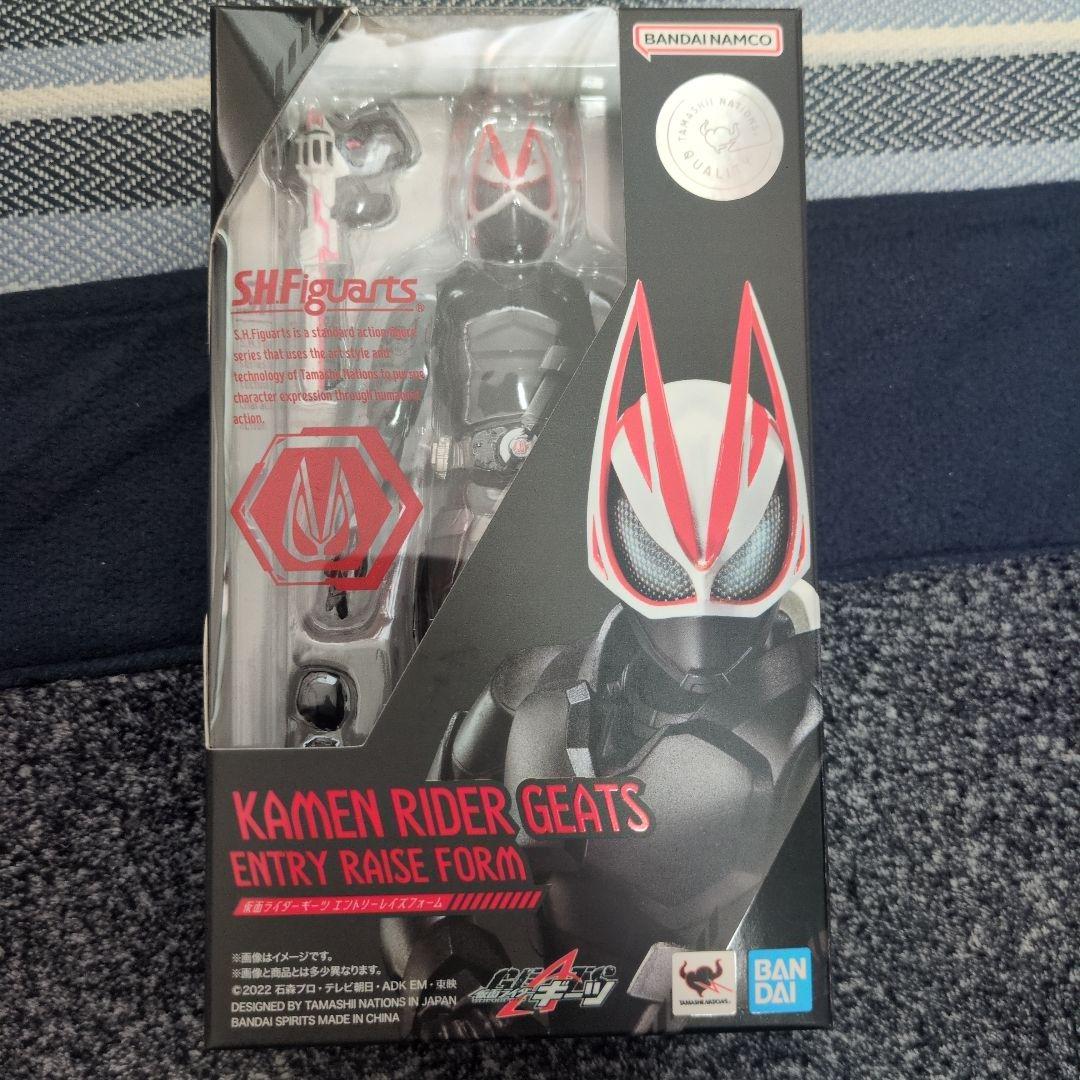 BANDAI NAMCO
TAMASHII NATIONS
QUALITY
S.H.Figuarts®
S.H.Figuarts is a standard action figure
series that uses the art style and
technology of Tamashii Nations to pursue
character expression through humanoid
action.
KAMEN RIDER GEATS
ENTRY RAISE FORM
仮面ライダーギーツ エントリーレイズフォーム
※画像はイメージです。
※画像と商品とは多少異なります。
©2022 石森プロ・テレビ朝日・ADK EM・東映
DESIGNED BY TAMASHII NATIONS IN JAPAN
BANDAI SPIRITS MADE IN CHINA
GEATS
仮面ライダー
ギーツ
TAMASHII NATIONS
BAN
DAI